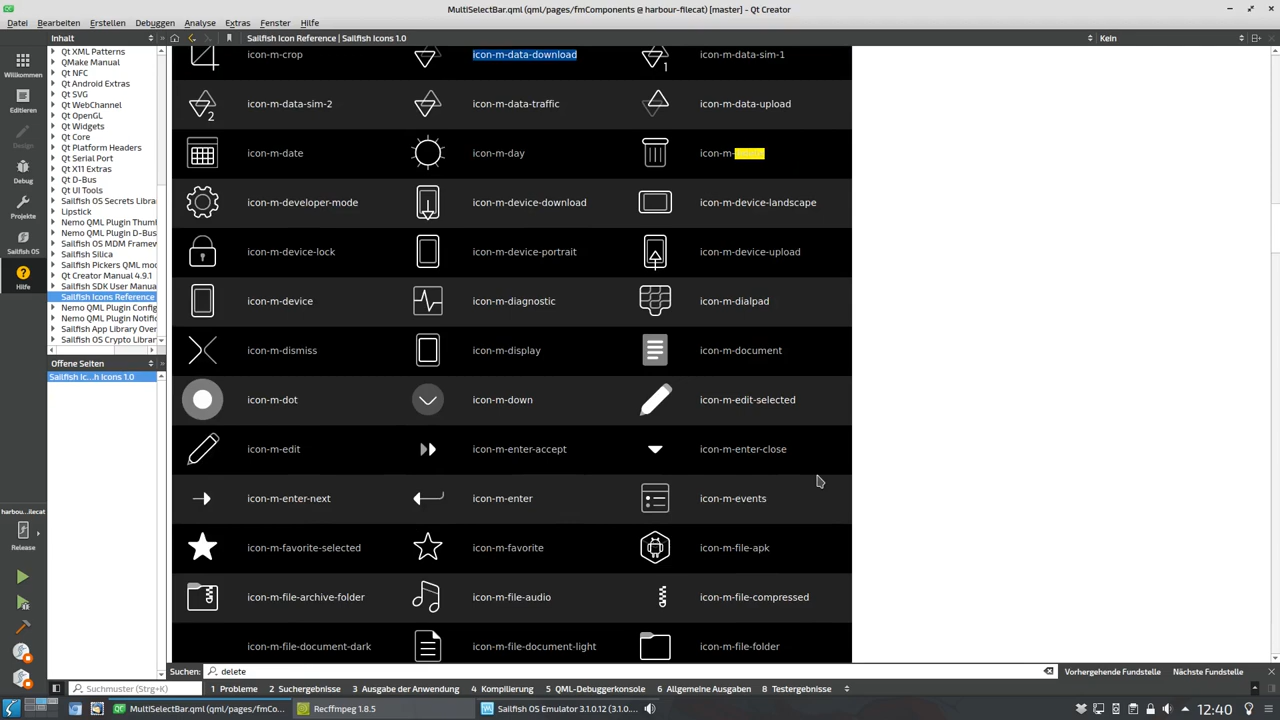 MultiSelectBar.qml (qml/pages/fmComponents @ harbour-filecat) [master] - Qt Creator
Datei Bearbeiten Erstellen Debuggen Analyse Extras Fenster Hilfe
Inhalt
Sailfish Icon Reference | Sailfish Icons 1.0
Kein
Willkommen
Editieren
Design
Debug
Projekte
Sailfish OS
Hilfe
harbou...llecat
Release
Qt XML Patterns
QMake Manual
Qt NFC
Qt Android Extras
Qt SVG
Qt WebChannel
Qt OpenGL
Qt Widgets
Qt Core
Qt Platform Headers
Qt Serial Port
Qt X11 Extras
Qt D-Bus
Qt UI Tools
Sailfish OS Secrets Libra
Lipstick
Nemo QML Plugin Thum
Nemo QML Plugin D-Bus
Sailfish OS MDM Framew
Sailfish Silica
Sailfish Pickers QML mo
Qt Creator Manual 4.9.1
Sailfish SDK User Manua
Sailfish Icons Reference
Nemo QML Plugin Config
Nemo QML Plugin Notific
Sailfish App Library Over
Sailfish OS Crypto Librar
Offene Seiten
Sailfish Ic...h Icons 1.0
icon-m-crop icon-m-data-download 1 icon-m-data-sim-1
2 icon-m-data-sim-2 icon-m-data-traffic icon-m-data-upload
icon-m-date icon-m-day icon-m-
icon-m-developer-mode icon-m-device-download icon-m-device-landscape
icon-m-device-lock icon-m-device-portrait icon-m-device-upload
icon-m-device icon-m-diagnostic icon-m-dialpad
icon-m-dismiss icon-m-display icon-m-document
icon-m-dot icon-m-down icon-m-edit-selected
icon-m-edit icon-m-enter-accept icon-m-enter-close
icon-m-enter-next icon-m-enter icon-m-events
icon-m-favorite-selected icon-m-favorite icon-m-file-apk
icon-m-file-archive-folder icon-m-file-audio icon-m-file-compressed
icon-m-file-document-dark icon-m-file-document-light icon-m-file-folder
Suchen: delete Vorhergehende Fundstelle Nächste Fundstelle
Suchmuster (Strg+K) 1 Probleme 2 Suchergebnisse 3 Ausgabe der Anwendung 4 Kompilierung 5 QML-Debuggerkonsole 6 Allgemeine Ausgaben 8 Testergebnisse
MultiSelectBar.qml (qml/pages/fmCo... Recffmpeg 1.8.5 Sailfish OS Emulator 3.1.0.12 (3.1.0.... 12:40